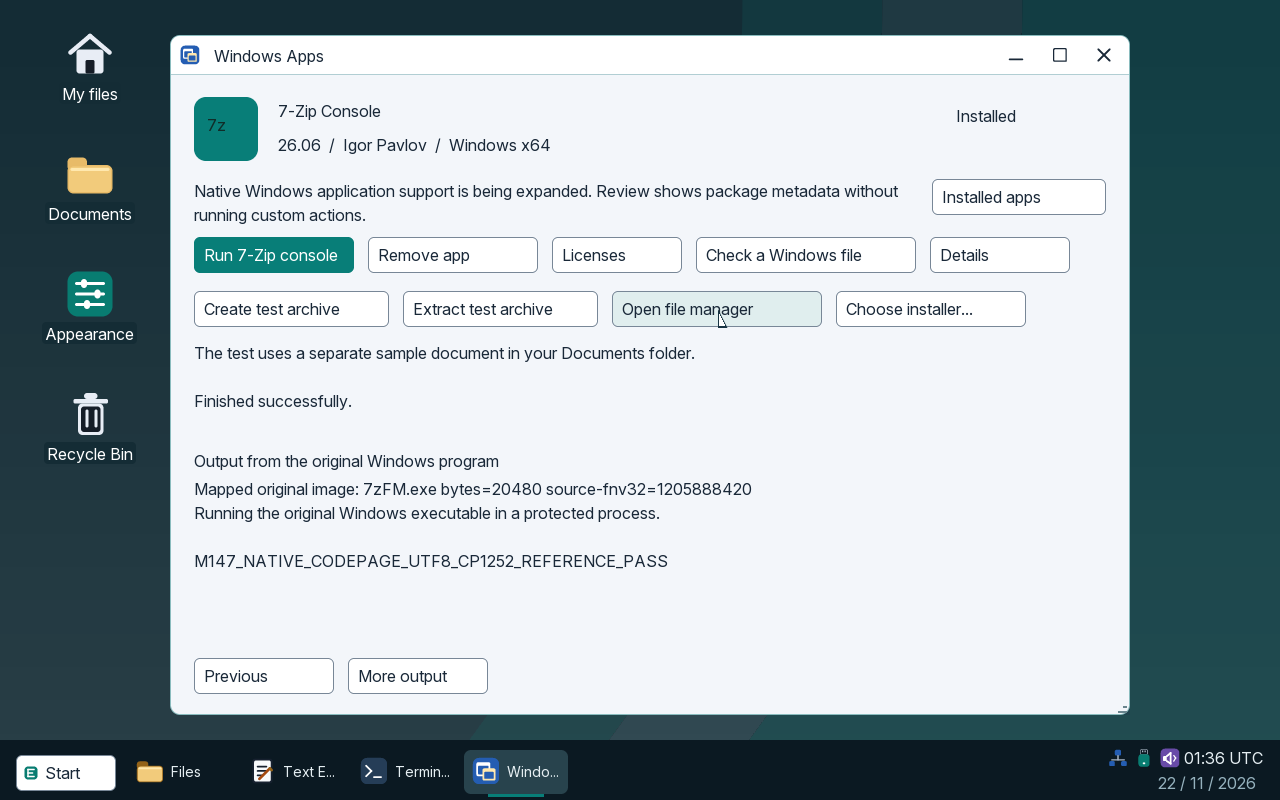 My files
Documents
Appearance
Recycle Bin
Windows Apps
7z
7-Zip Console
26.06 / Igor Pavlov / Windows x64
Installed
Native Windows application support is being expanded. Review shows package metadata without
running custom actions.
Installed apps
Run 7-Zip console
Remove app
Licenses
Check a Windows file
Details
Create test archive
Extract test archive
Open file manager
Choose installer...
The test uses a separate sample document in your Documents folder.
Finished successfully.
Output from the original Windows program
Mapped original image: 7zFM.exe bytes=20480 source-fnv32=1205888420
Running the original Windows executable in a protected process.
M147_NATIVE_CODEPAGE_UTF8_CP1252_REFERENCE_PASS
Previous
More output
E Start
Files
Text E...
Termin...
Windo...
01:36 UTC
22 / 11 / 2026